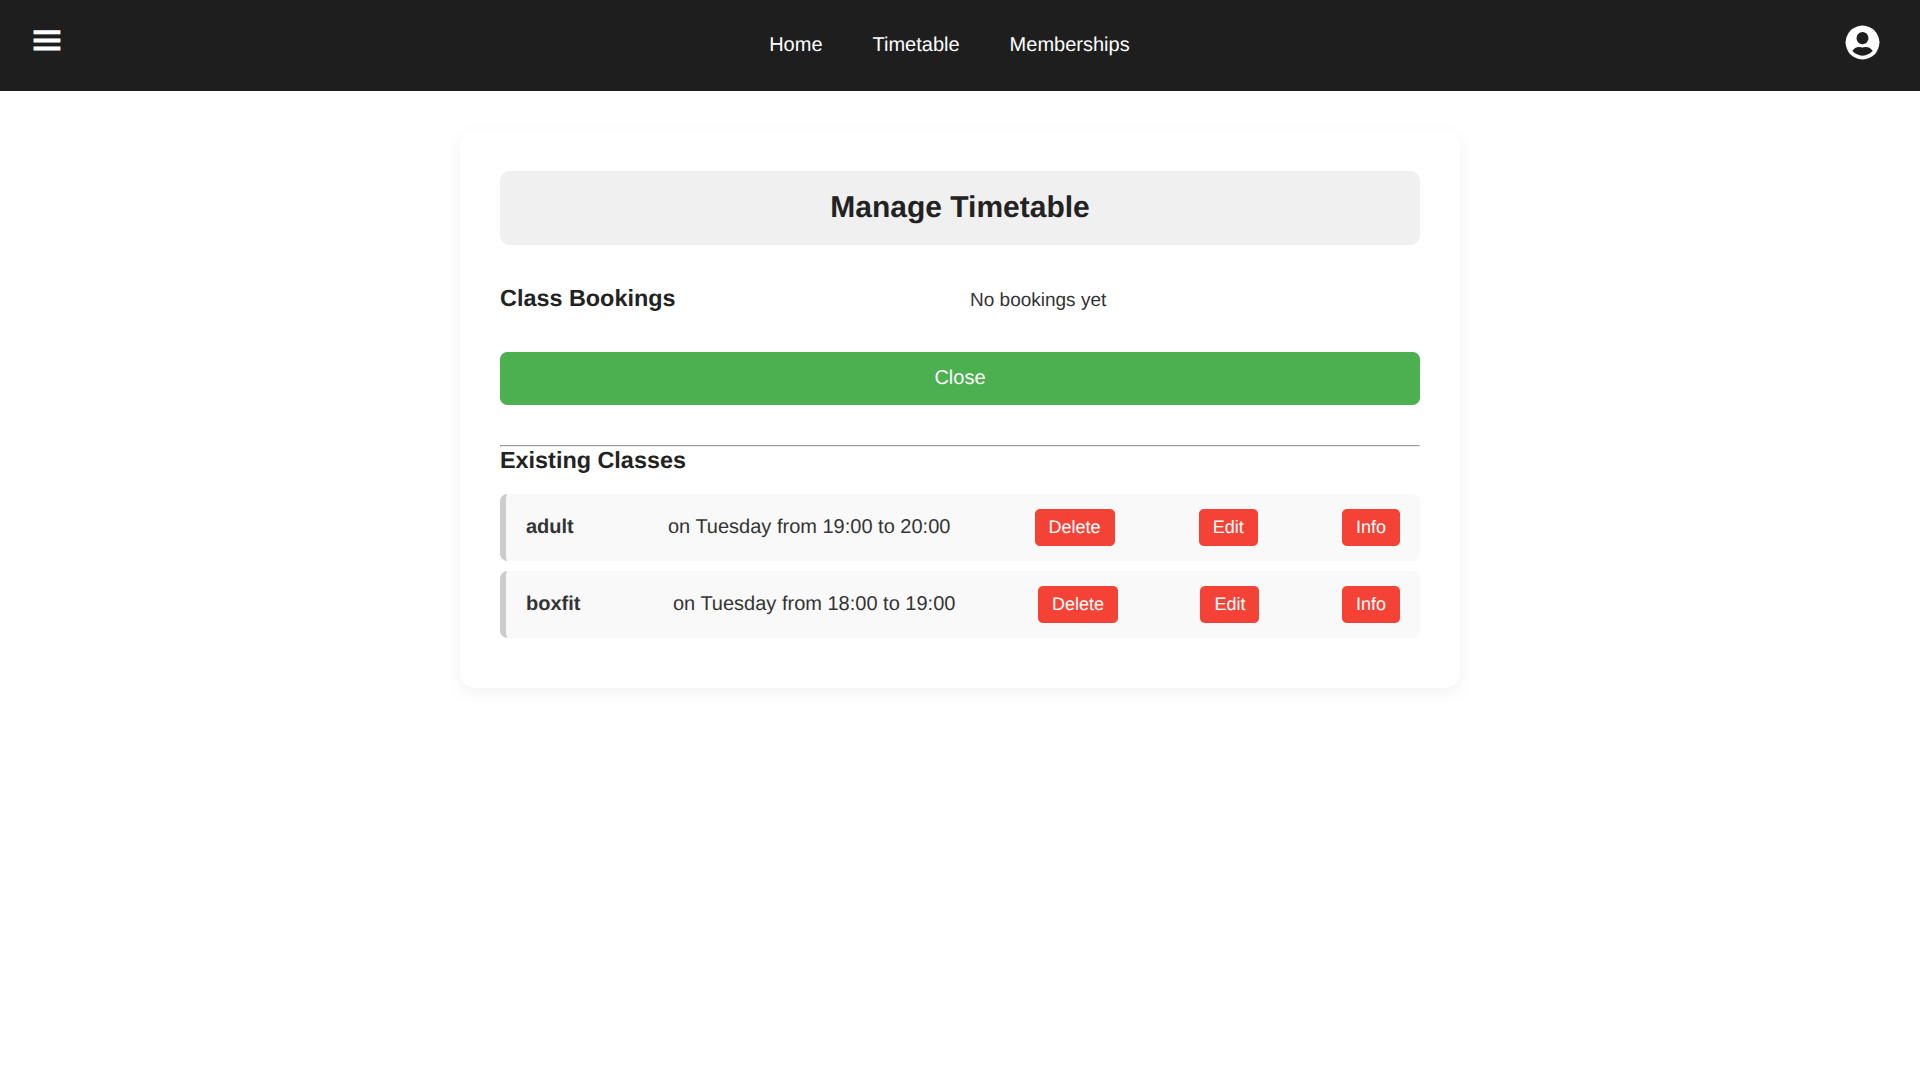 Home Timetable Memberships
Manage Timetable
Class Bookings No bookings yet
Close
Existing Classes
adult on Tuesday from 19:00 to 20:00 Delete Edit Info
boxfit on Tuesday from 18:00 to 19:00 Delete Edit Info